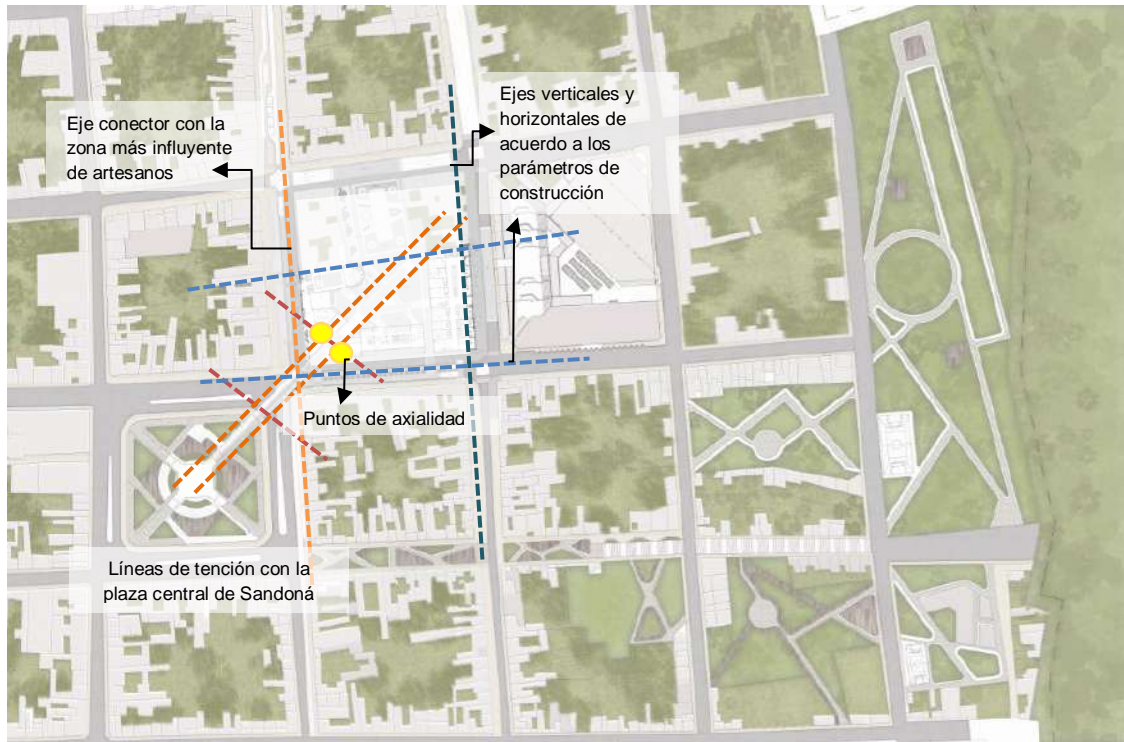 Eje conector con la
zona más influyente
de artesanos
Ejes verticales y
horizontales de
acuerdo a los
parámetros de
construcción
Puntos de axialidad
Líneas de tención con la
plaza central de Sandoná